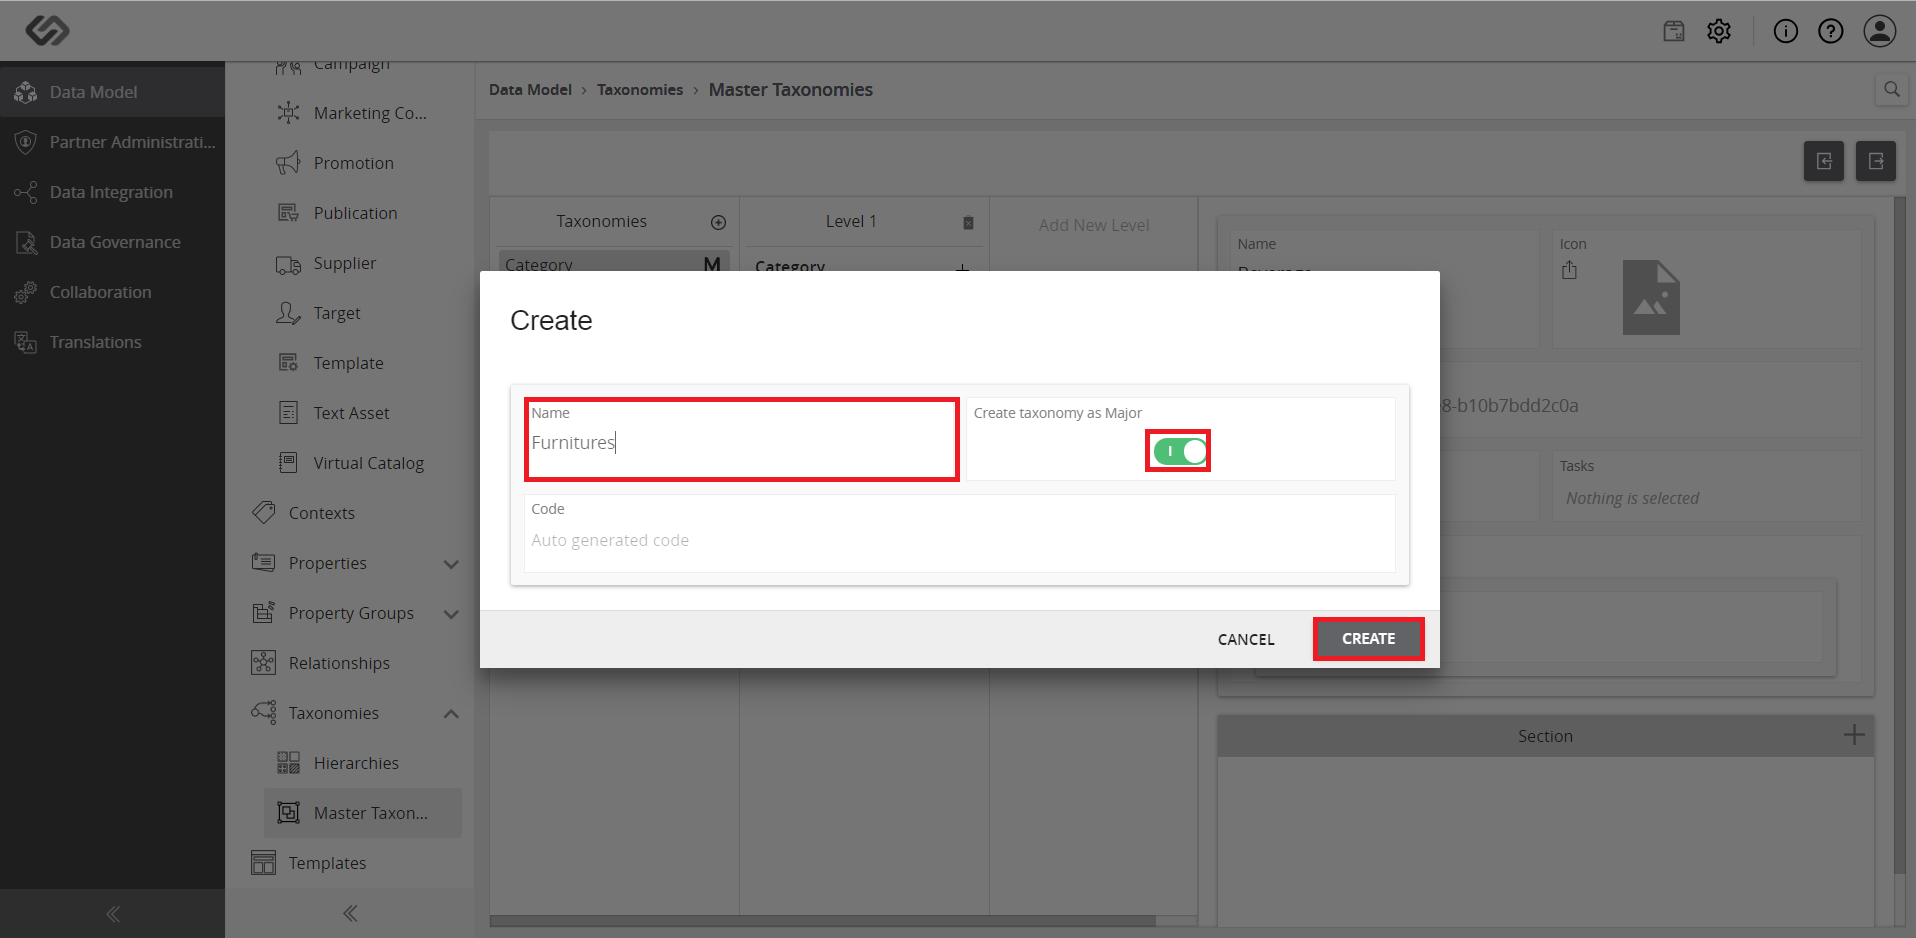 Data Model
Partner Administrati...
Data Integration
Data Governance
Collaboration
Translations
Campaign
Marketing Co...
Promotion
Publication
Supplier
Target
Template
Text Asset
Virtual Catalog
Contexts
Properties
Property Groups
Relationships
Taxonomies
Hierarchies
Master Taxon...
Templates
Data Model › Taxonomies › Master Taxonomies
Taxonomies
Level 1
Add New Level
Category M
Category
Name
Beverage
Icon
8-b10b7bdd2c0a
Tasks
Nothing is selected
Section
Create
Name
Furnitures
Create taxonomy as Major
Code
Auto generated code
CANCEL
CREATE